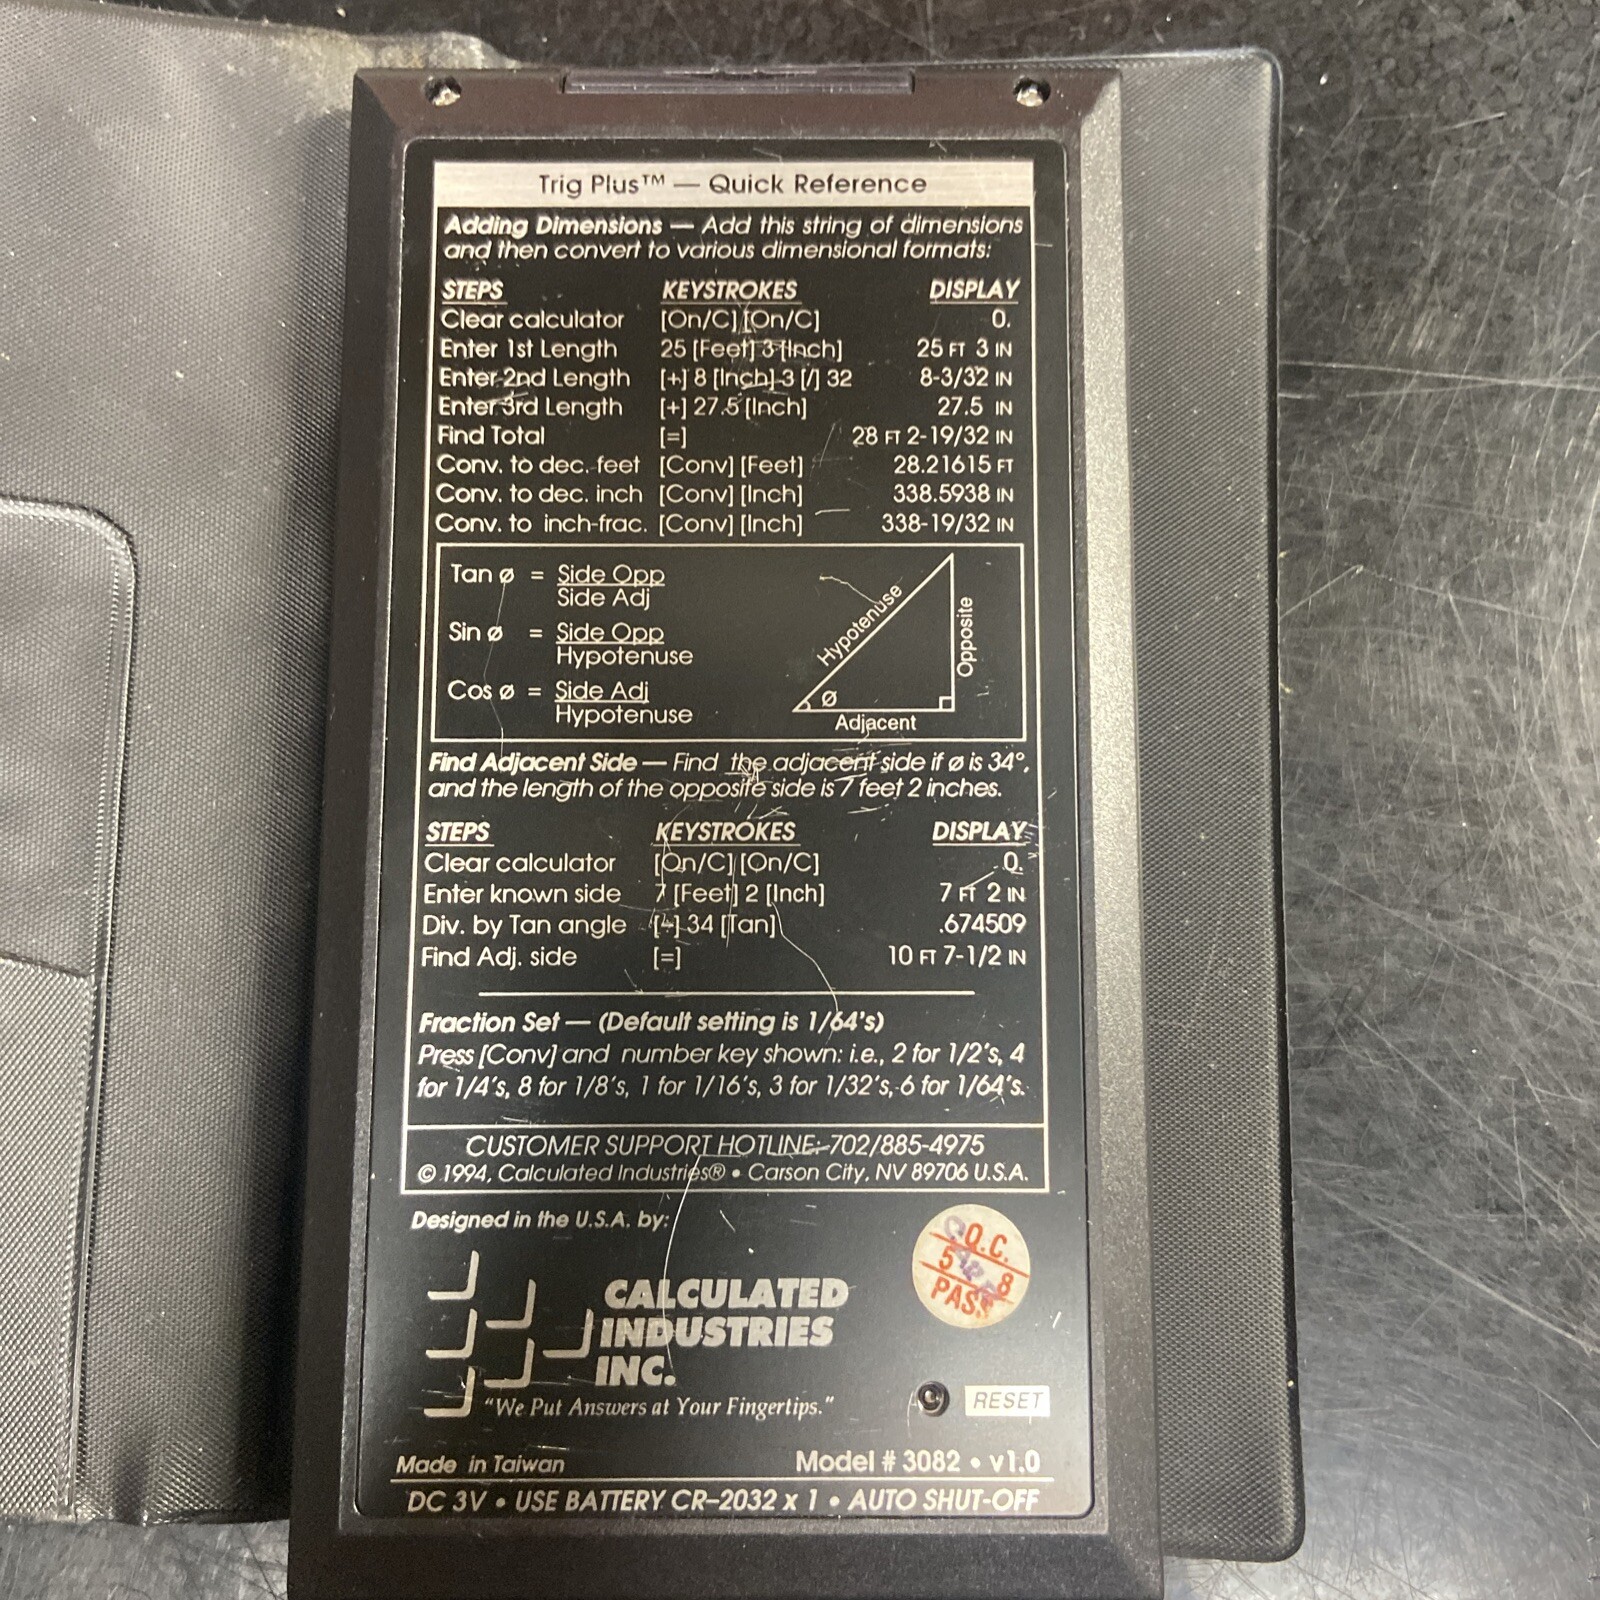 Trig Plus™ — Quick Reference
Adding Dimensions — Add this string of dimensions
and then convert to various dimensional formats:
STEPS KEYSTROKES DISPLAY
Clear calculator [On/C] [On/C] 0.
Enter 1st Length 25 [Feet] 3 [Inch] 25 FT 3 IN
Enter 2nd Length [+] 8 [Inch] 3 [/] 32 8-3/32 IN
Enter 3rd Length [+] 27.5 [Inch] 27.5 IN
Find Total [=] 28 FT 2-19/32 IN
Conv. to dec. feet [Conv] [Feet] 28.21615 FT
Conv. to dec. inch [Conv] [Inch] 338.5938 IN
Conv. to inch-frac. [Conv] [Inch] 338-19/32 IN
Tan ø = Side Opp
Side Adj
Sin ø = Side Opp
Hypotenuse
Cos ø = Side Adj
Hypotenuse
Hypotenuse
Opposite
ø
Adjacent
Find Adjacent Side — Find the adjacent side if ø is 34°,
and the length of the opposite side is 7 feet 2 inches.
STEPS KEYSTROKES DISPLAY
Clear calculator [On/C] [On/C] 0.
Enter known side 7 [Feet] 2 [Inch] 7 FT 2 IN
Div. by Tan angle [÷] 34 [Tan] .674509
Find Adj. side [=] 10 FT 7-1/2 IN
Fraction Set — (Default setting is 1/64's)
Press [Conv] and number key shown: i.e., 2 for 1/2's, 4
for 1/4's, 8 for 1/8's, 1 for 1/16's, 3 for 1/32's, 6 for 1/64's.
CUSTOMER SUPPORT HOTLINE: 702/885-4975
© 1994, Calculated Industries® • Carson City, NV 89706 U.S.A.
Designed in the U.S.A. by:
CALCULATED
INDUSTRIES
INC.
"We Put Answers at Your Fingertips."
Q.C.
5 8
PASS
RESET
Made in Taiwan Model # 3082 • v1.0
DC 3V • USE BATTERY CR-2032 x 1 • AUTO SHUT-OFF